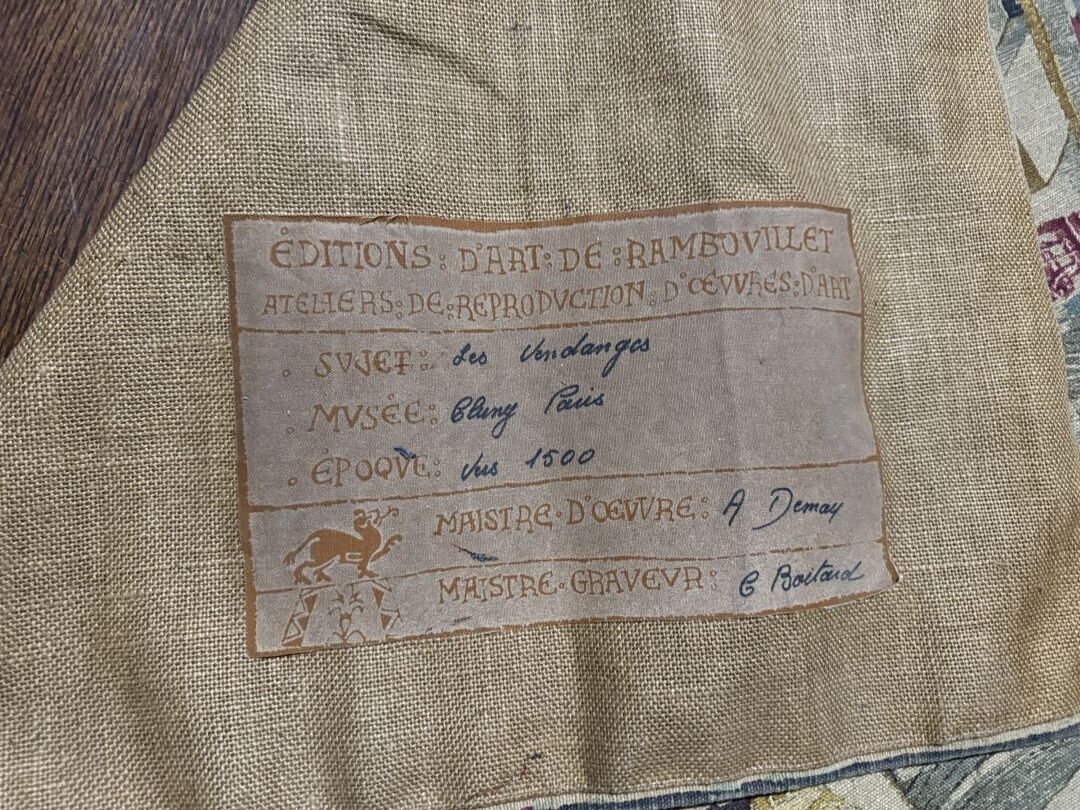 ÉDITIONS : D'ART : DE : RAMBOVILLET
ATELIERS : DE : REPRODVCTION : D'ŒVVRES : D'ART
SVJET : Les Vendanges
MVSÉE : Cluny Paris
ÉPOQVE : vers 1500
MAISTRE · D'ŒVVRE : A Demay
MAISTRE · GRAVEVR : G Boitard